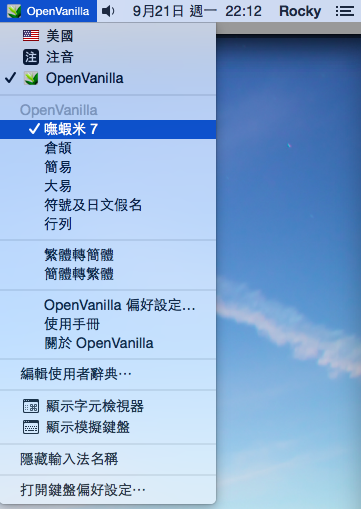 OpenVanilla 9月21日 週一 22:12 Rocky
美國
注 注音
OpenVanilla
OpenVanilla
嘸蝦米 7
倉頡
簡易
大易
符號及日文假名
行列
繁體轉簡體
簡體轉繁體
OpenVanilla 偏好設定…
使用手冊
關於 OpenVanilla
編輯使用者辭典…
顯示字元檢視器
顯示模擬鍵盤
隱藏輸入法名稱
打開鍵盤偏好設定…